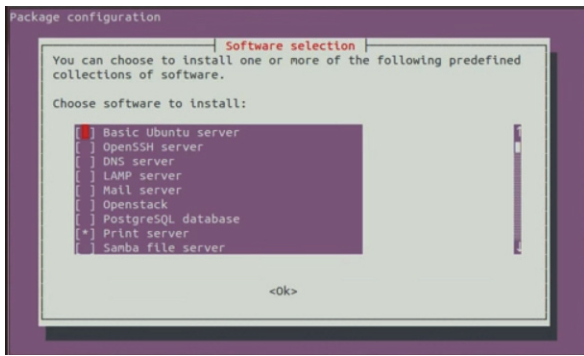 Package configuration
Software selection
You can choose to install one or more of the following predefined
collections of software.
Choose software to install:
[ ] Basic Ubuntu server
[ ] OpenSSH server
[ ] DNS server
[ ] LAMP server
[ ] Mail server
[ ] Openstack
[ ] PostgreSQL database
[*] Print server
[ ] Samba file server
<Ok>